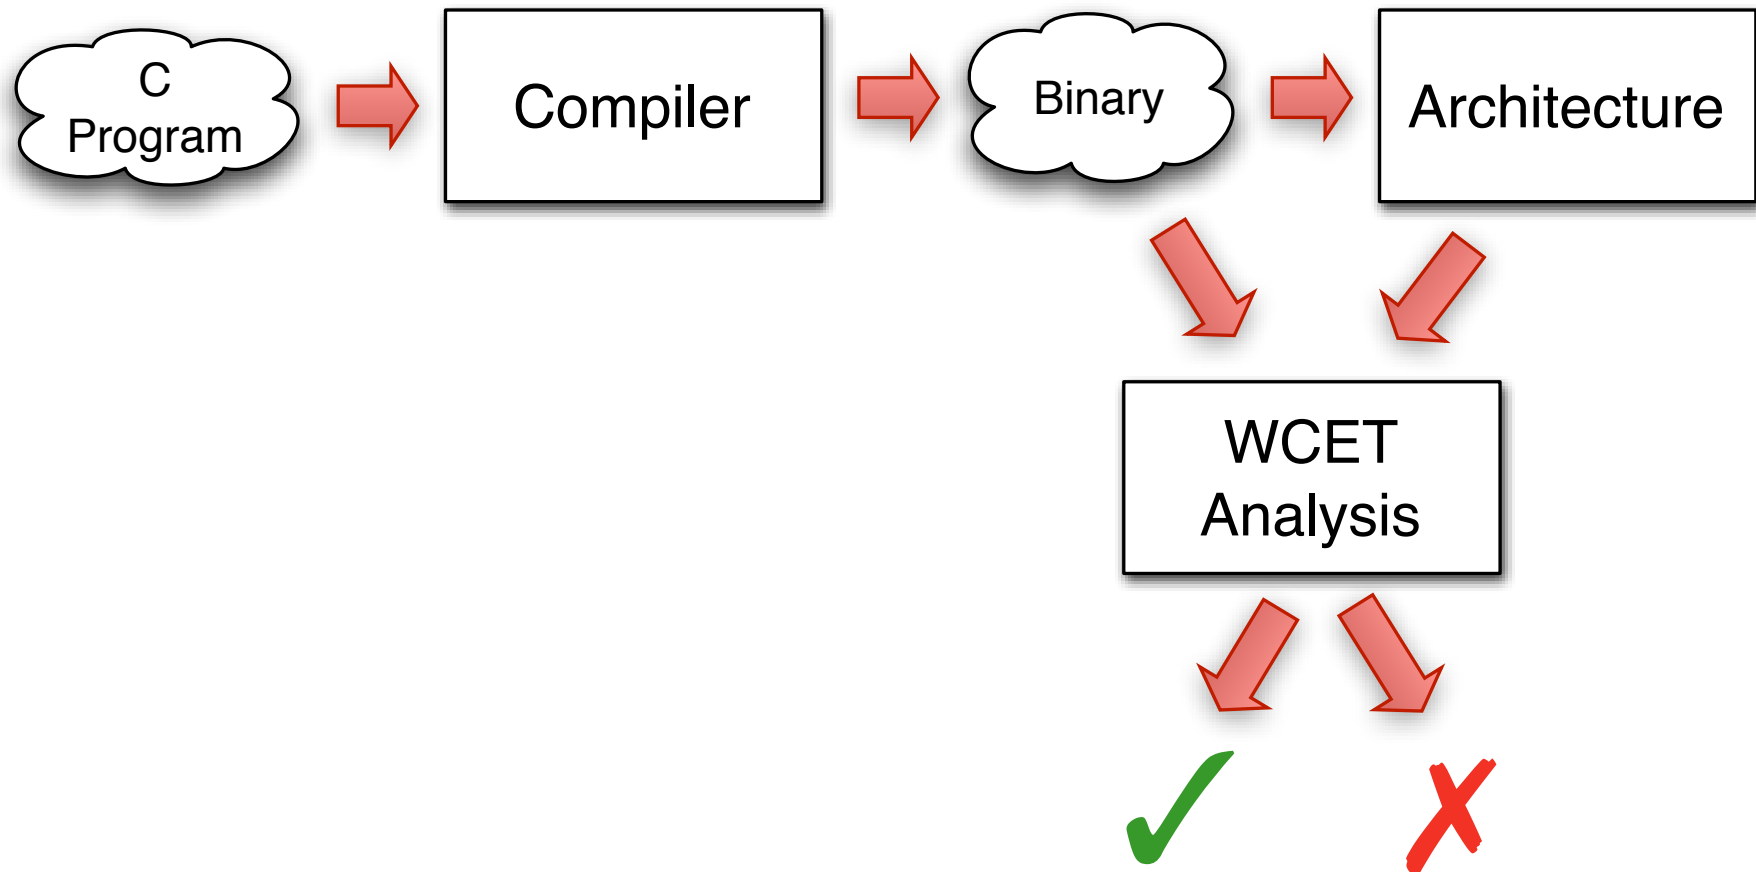 C
Program
Compiler
Binary
Architecture
WCET
Analysis